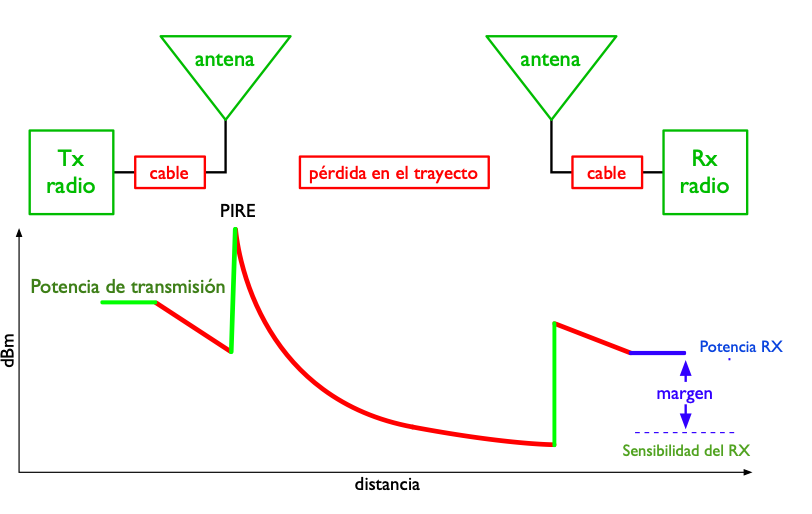 antena
antena
Tx
radio
cable
pérdida en el trayecto
cable
Rx
radio
PIRE
Potencia de transmisión
dBm
Potencia RX
margen
Sensibilidad del RX
distancia